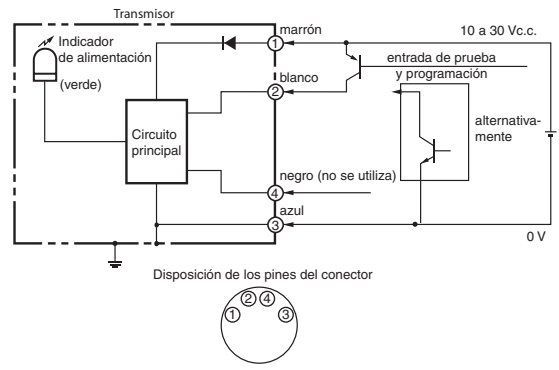 Transmisor
Indicador
de alimentación
(verde)
Circuito
principal
marrón
1
blanco
2
negro (no se utiliza)
4
azul
3
10 a 30 Vc.c.
entrada de prueba
y programación
alternativa-
mente
0 V
Disposición de los pines del conector
1 2 4 3